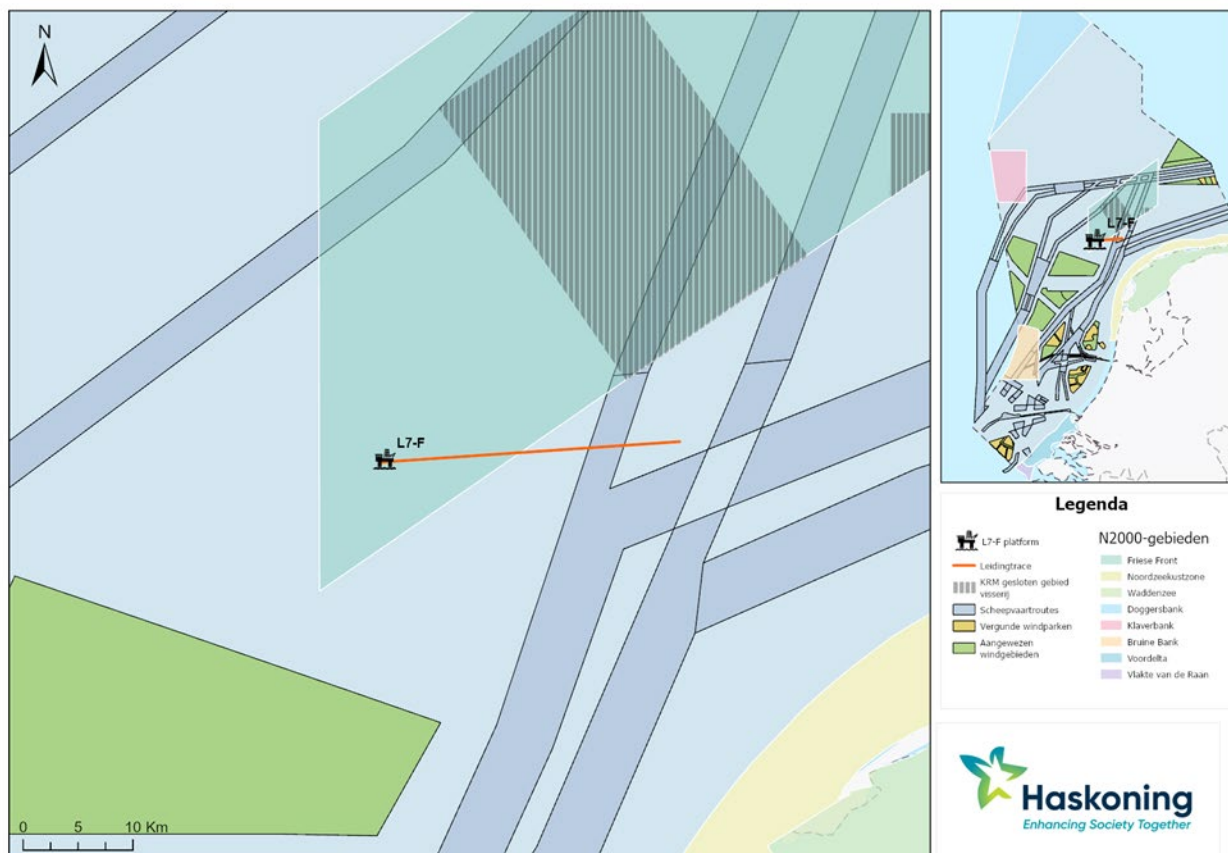 N
L7-F
0 5 10 Km
L7-F
Legenda
L7-F platform
Leidingtrace
KRM gesloten gebied
visserij
Scheepvaartroutes
Vergunde windparken
Aangewezen
windgebieden
N2000-gebieden
Friese Front
Noordzeekustzone
Waddenzee
Doggersbank
Klaverbank
Bruine Bank
Voordelta
Vlakte van de Raan
Haskoning
Enhancing Society Together